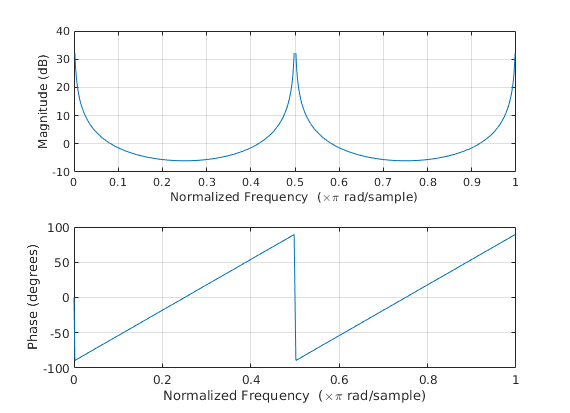 40
30
20
10
0
-10
Magnitude (dB)
0 0.1 0.2 0.3 0.4 0.5 0.6 0.7 0.8 0.9 1
Normalized Frequency (×π rad/sample)
100
50
0
-50
-100
Phase (degrees)
0 0.2 0.4 0.6 0.8 1
Normalized Frequency (×π rad/sample)